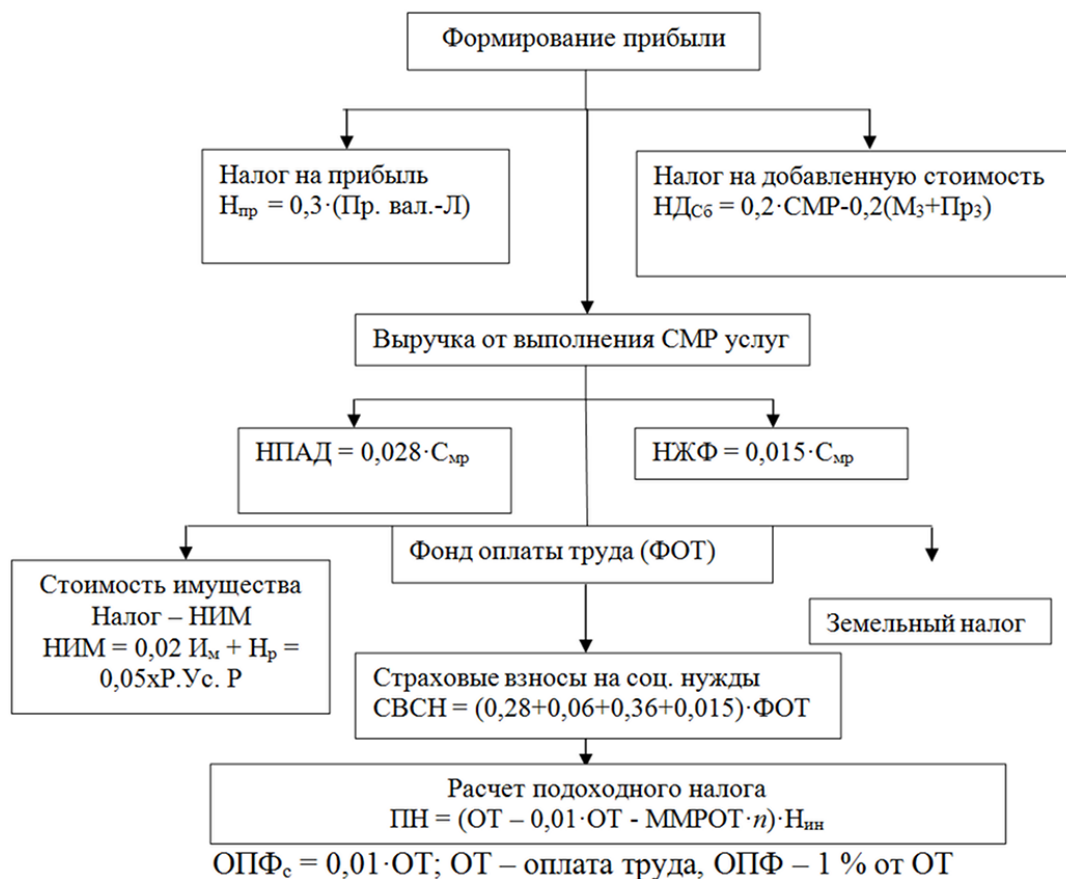 Формирование прибыли
Налог на прибыль
Нпр = 0,3·(Пр. вал.-Л)
Налог на добавленную стоимость
НДСб = 0,2·СМР-0,2(М3+Пр3)
Выручка от выполнения СМР услуг
НПАД = 0,028·Смр
НЖФ = 0,015·Смр
Фонд оплаты труда (ФОТ)
Стоимость имущества
Налог – НИМ
НИМ = 0,02 Им + Нр =
0,05хР.Ус. Р
Земельный налог
Страховые взносы на соц. нужды
СВСН = (0,28+0,06+0,36+0,015)·ФОТ
Расчет подоходного налога
ПН = (ОТ – 0,01·ОТ - ММРОТ·n)·Нин
ОПФс = 0,01·ОТ; ОТ – оплата труда, ОПФ – 1 % от ОТ